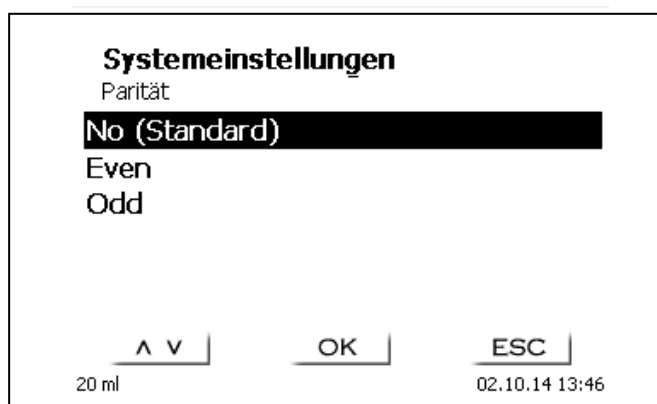 Systemeinstellungen
Parität
No (Standard)
Even
Odd
∧ ∨ OK ESC
20 ml 02.10.14 13:46